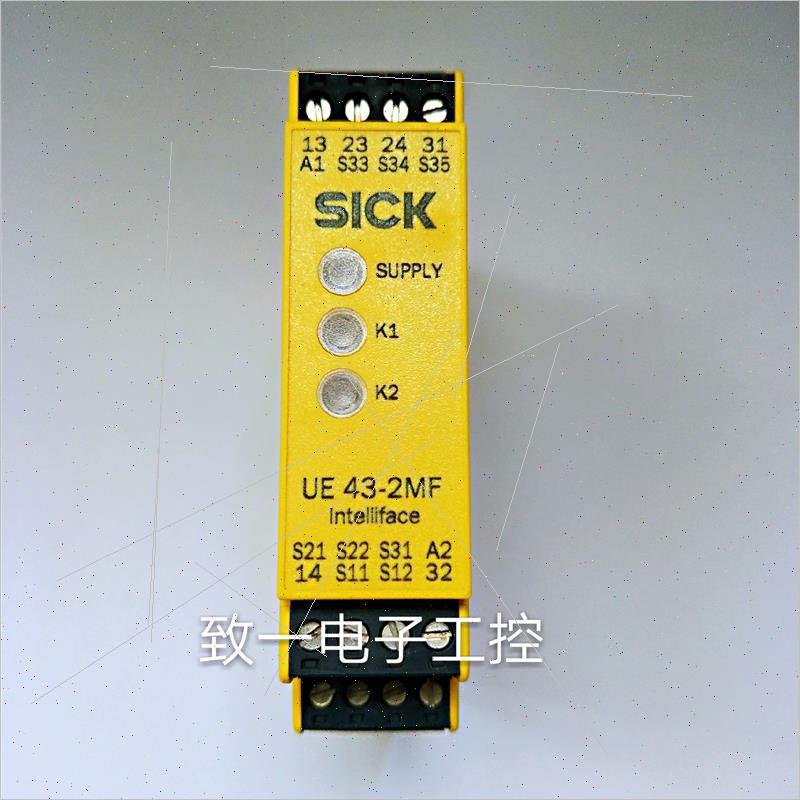 13 23 24 31
A1 S33 S34 S35
SICK
SUPPLY
K1
K2
UE 43-2MF
Intelliface
S21 S22 S31 A2
14 S11 S12 32
致一电子工控